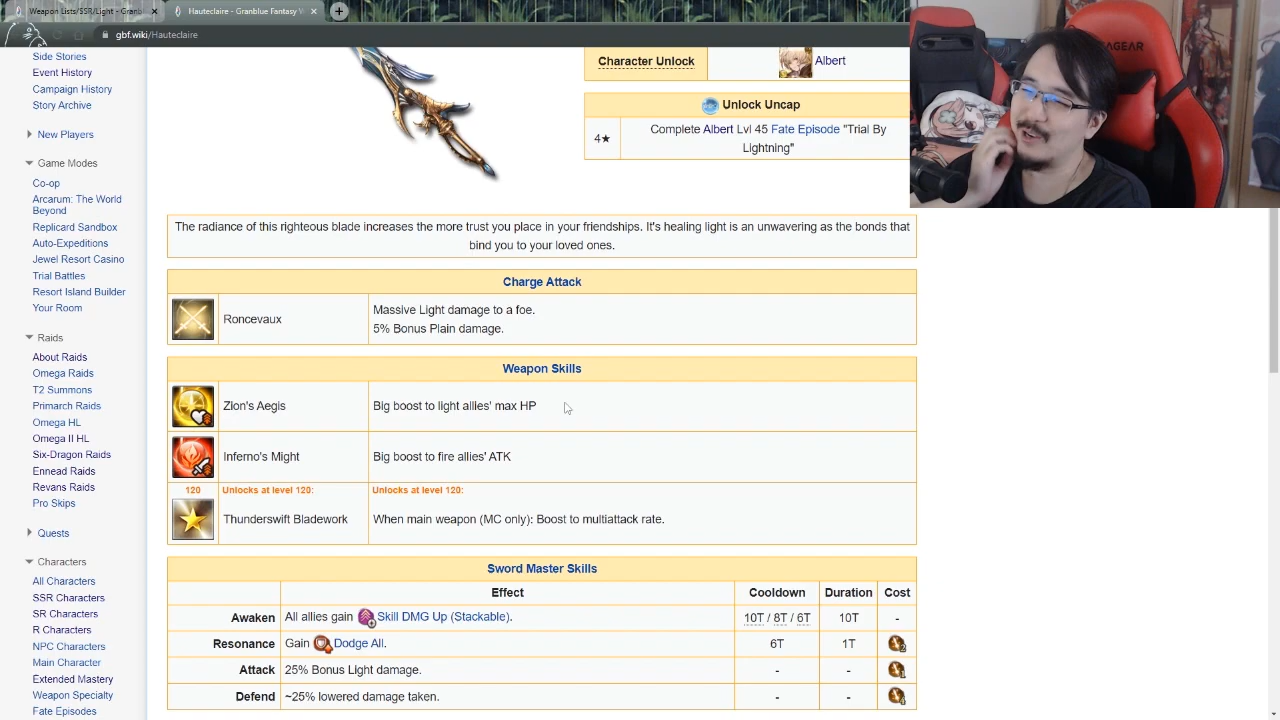 Weapon Lists/SSR/Light - Granb
Hauteclaire - Granblue Fantasy W
gbf.wiki/Hauteclaire
Side Stories
Event History
Campaign History
Story Archive
New Players
Game Modes
Co-op
Arcarum: The World
Beyond
Replicard Sandbox
Auto-Expeditions
Jewel Resort Casino
Trial Battles
Resort Island Builder
Your Room
Raids
About Raids
Omega Raids
T2 Summons
Primarch Raids
Omega HL
Omega II HL
Six-Dragon Raids
Ennead Raids
Revans Raids
Pro Skips
Quests
Characters
All Characters
SSR Characters
SR Characters
R Characters
NPC Characters
Main Character
Extended Mastery
Weapon Specialty
Fate Episodes
Character Unlock
Albert
Unlock Uncap
4★
Complete Albert Lvl 45 Fate Episode "Trial By
Lightning"
The radiance of this righteous blade increases the more trust you place in your friendships. It's healing light is an unwavering as the bonds that
bind you to your loved ones.
Charge Attack
Roncevaux
Massive Light damage to a foe.
5% Bonus Plain damage.
Weapon Skills
Zion's Aegis
Big boost to light allies' max HP
Inferno's Might
Big boost to fire allies' ATK
120
Unlocks at level 120:
Unlocks at level 120:
Thunderswift Bladework
When main weapon (MC only): Boost to multiattack rate.
Sword Master Skills
Effect Cooldown Duration Cost
Awaken All allies gain Skill DMG Up (Stackable). 10T / 8T / 6T 10T -
Resonance Gain Dodge All. 6T 1T 2
Attack 25% Bonus Light damage. - - 1
Defend ~25% lowered damage taken. - - 1
AGEAR